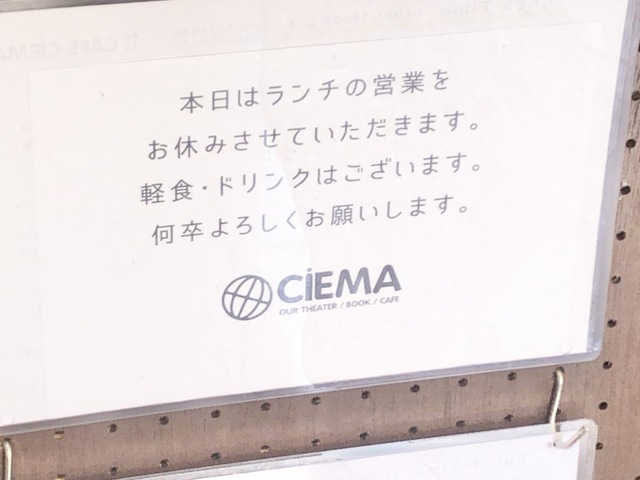 本日はランチの営業を
お休みさせていただきます。
軽食・ドリンクはございます。
何卒よろしくお願いします。
CiEMA
OUR THEATER / BOOK / CAFE